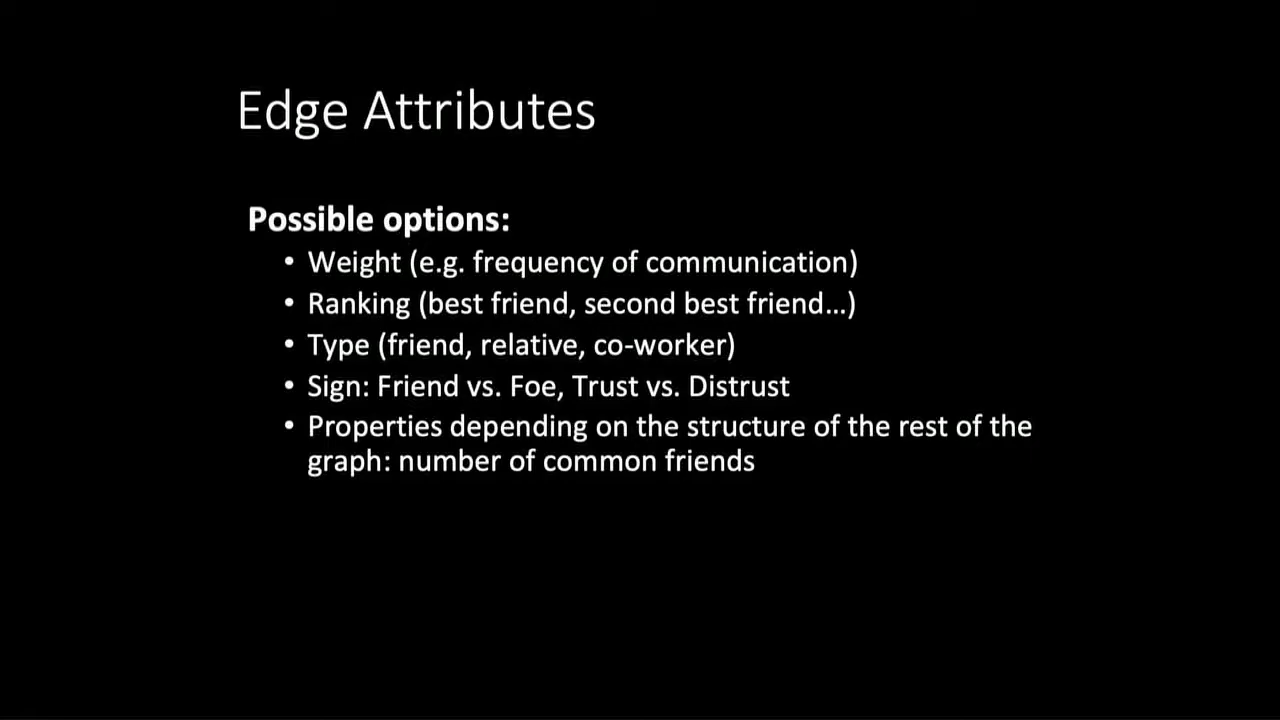 Edge Attributes
Possible options:
• Weight (e.g. frequency of communication)
• Ranking (best friend, second best friend…)
• Type (friend, relative, co-worker)
• Sign: Friend vs. Foe, Trust vs. Distrust
• Properties depending on the structure of the rest of the
graph: number of common friends